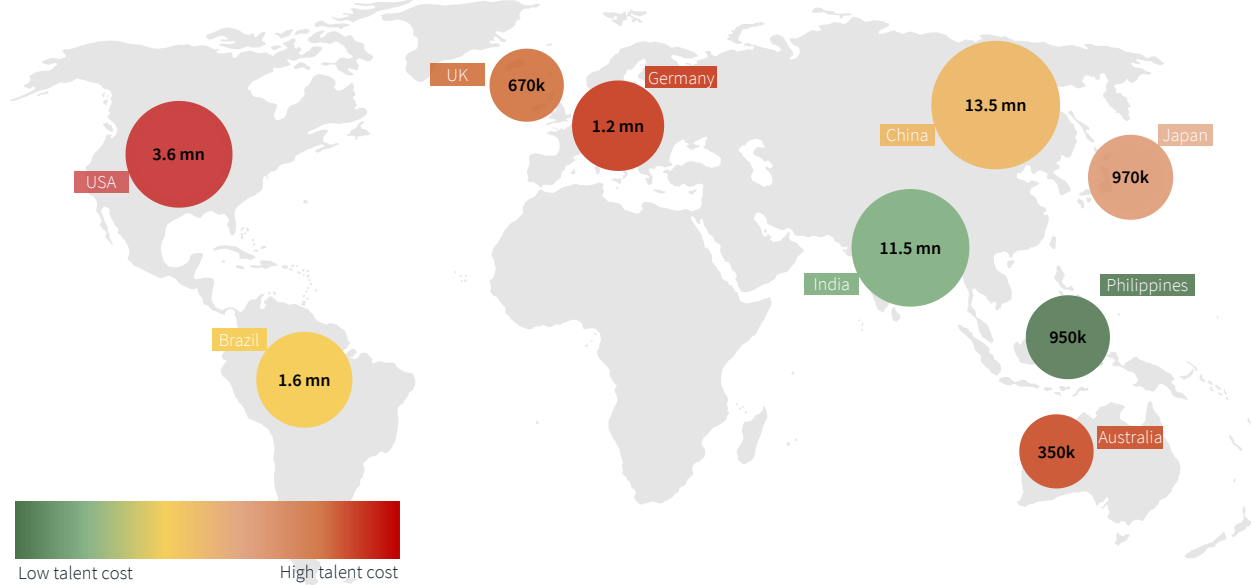 UK
670k
Germany
1.2 mn
13.5 mn
China
Japan
970k
3.6 mn
USA
11.5 mn
India
Philippines
950k
Brazil
1.6 mn
Australia
350k
Low talent cost
High talent cost